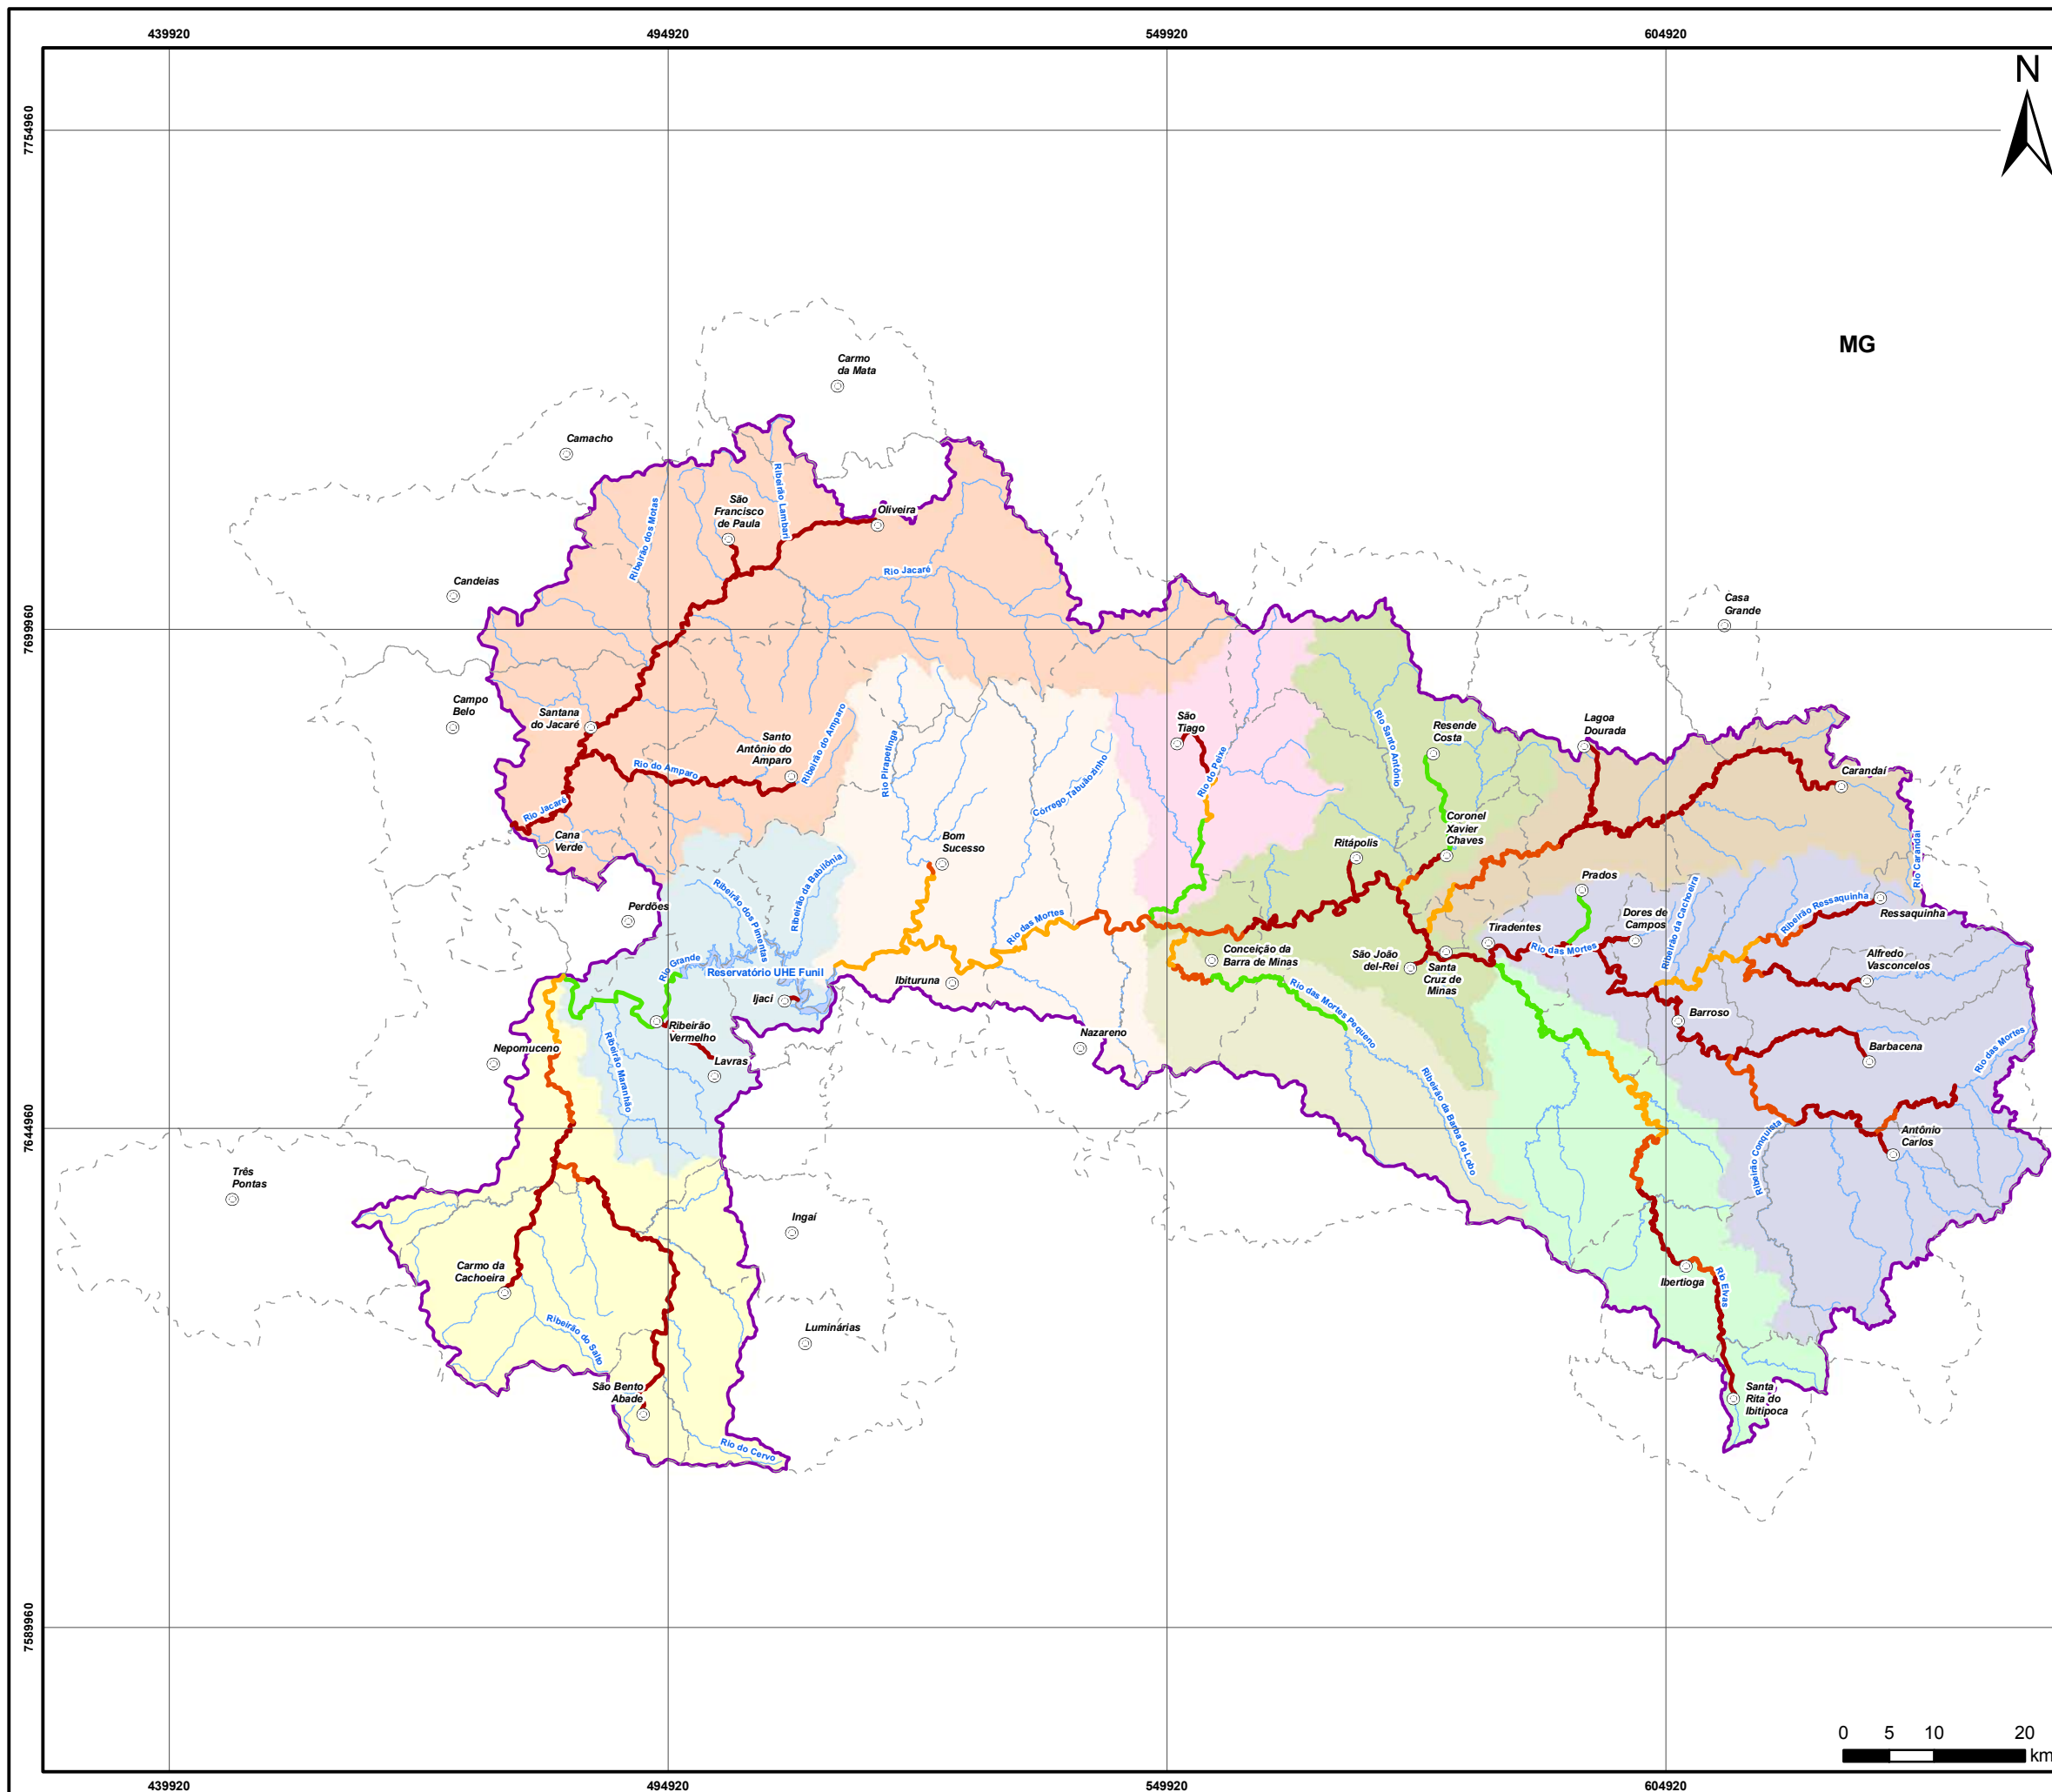 439920
494920
549920
604920
N
7754960
MG
Carmo
da Mata
Camacho
Ribeirão Lambari
Ribeirão dos Motas
São
Francisco
de Paula
Oliveira
Rio Jacaré
Candeias
Casa
Grande
7699960
Campo
Belo
Santana
do Jacaré
Santo
Antônio do
Amparo
Ribeirão do Amparo
Rio do Amparo
Rio Pirapetinga
Córrego Tabuãozinho
São
Tiago
Rio do Peixe
Rio Santo Antônio
Resende
Costa
Lagoa
Dourada
Carandaí
Rio Carandaí
Rio Jacaré
Cana
Verde
Bom
Sucesso
Ritápolis
Coronel
Xavier
Chaves
Ribeirão da Babilônia
Ribeirão dos Pimentas
Prados
Ribeirão da Cachoeira
Ribeirão Ressaquinha
Ressaquinha
Perdões
Rio das Mortes
Dores de
Campos
Tiradentes
Rio das Mortes
Conceição da
Barra de Minas
São João
del-Rei
Santa
Cruz de
Minas
Alfredo
Vasconcelos
Rio Grande
Reservatório UHE Funil
Ibituruna
Ijaci
Rio das Mortes Pequeno
Barroso
Ribeirão
Vermelho
Nazareno
Nepomuceno
Lavras
Ribeirão Maranhão
Barbacena
Rio das Mortes
Ribeirão da Barba de Lobo
7644960
Ribeirão Conquista
Antônio
Carlos
Três
Pontas
Ingaí
Carmo da
Cachoeira
Ibertioga
Rio Elvas
Ribeirão do Salto
Luminárias
São Bento
Abade
Santa
Rita do
Ibitipoca
Rio do Cervo
7589960
0 5 10 20
km
439920
494920
549920
604920